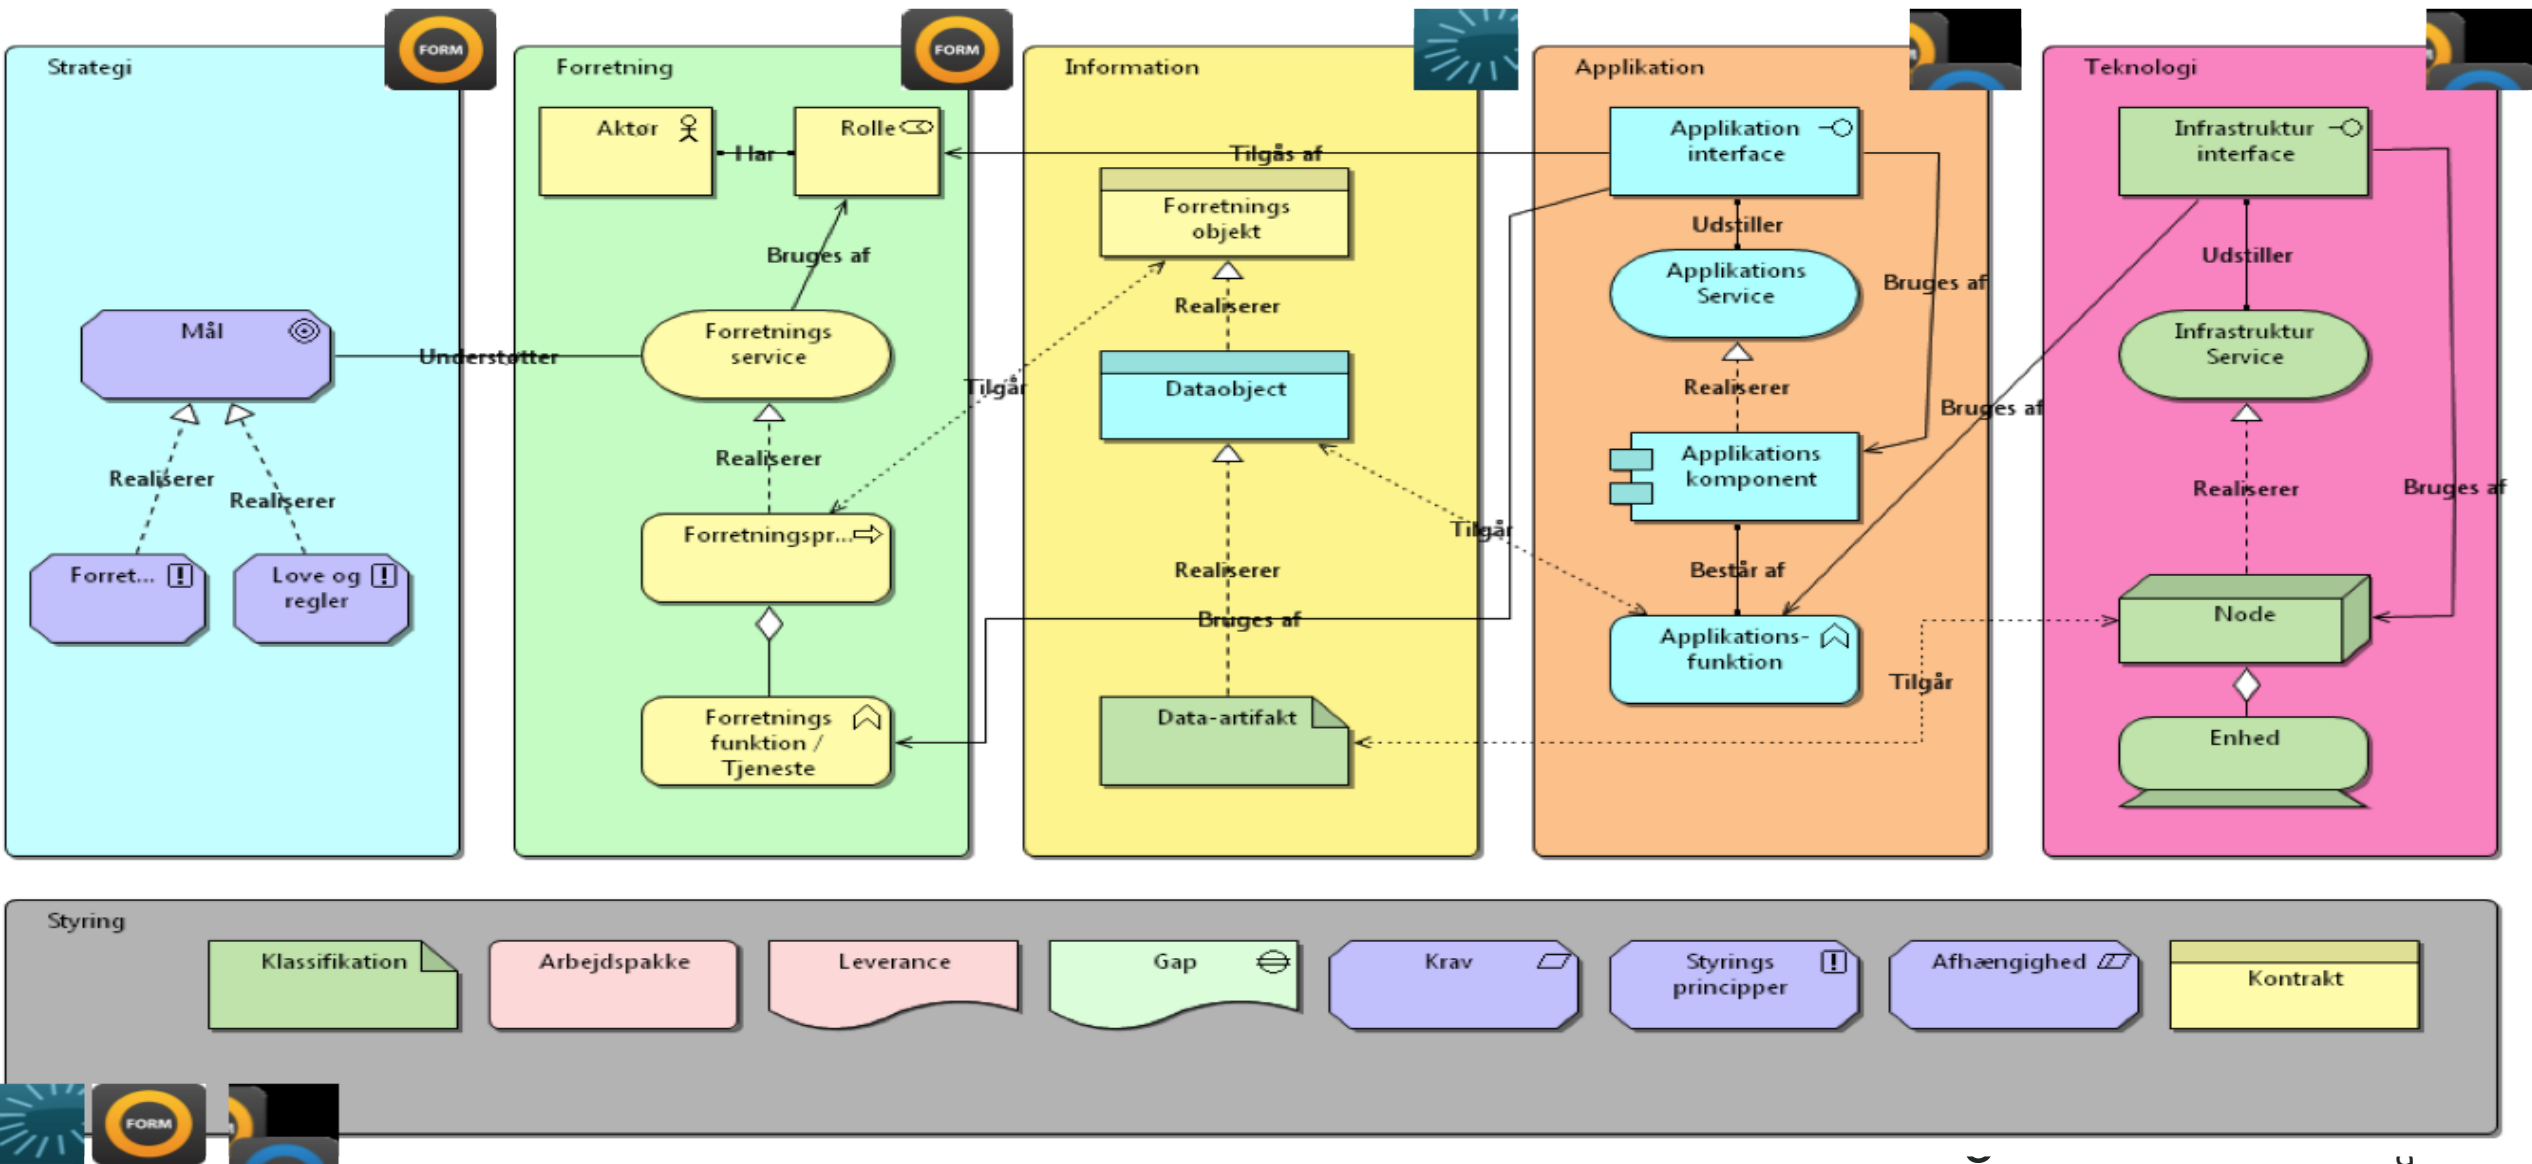 Strategi
FORM
Mål
Understøtter
Realiserer
Realiserer
Forret...
Love og
regler
Forretning
FORM
Aktør
Har
Rolle
Bruges af
Forretnings
service
Realiserer
Forretningspr...
Forretnings
funktion /
Tjeneste
Tilgår
Information
Tilgås af
Forretnings
objekt
Realiserer
Dataobject
Realiserer
Bruges af
Data-artifakt
Tilgår
Applikation
Applikation
interface
Udstiller
Applikations
Service
Bruges af
Realiserer
Applikations
komponent
Består af
Applikations-
funktion
Bruges af
Tilgår
Teknologi
Infrastruktur
interface
Udstiller
Infrastruktur
Service
Realiserer
Bruges af
Node
Enhed
Styring
Klassifikation
Arbejdspakke
Leverance
Gap
Krav
Styrings
principper
Afhængighed
Kontrakt
FORM